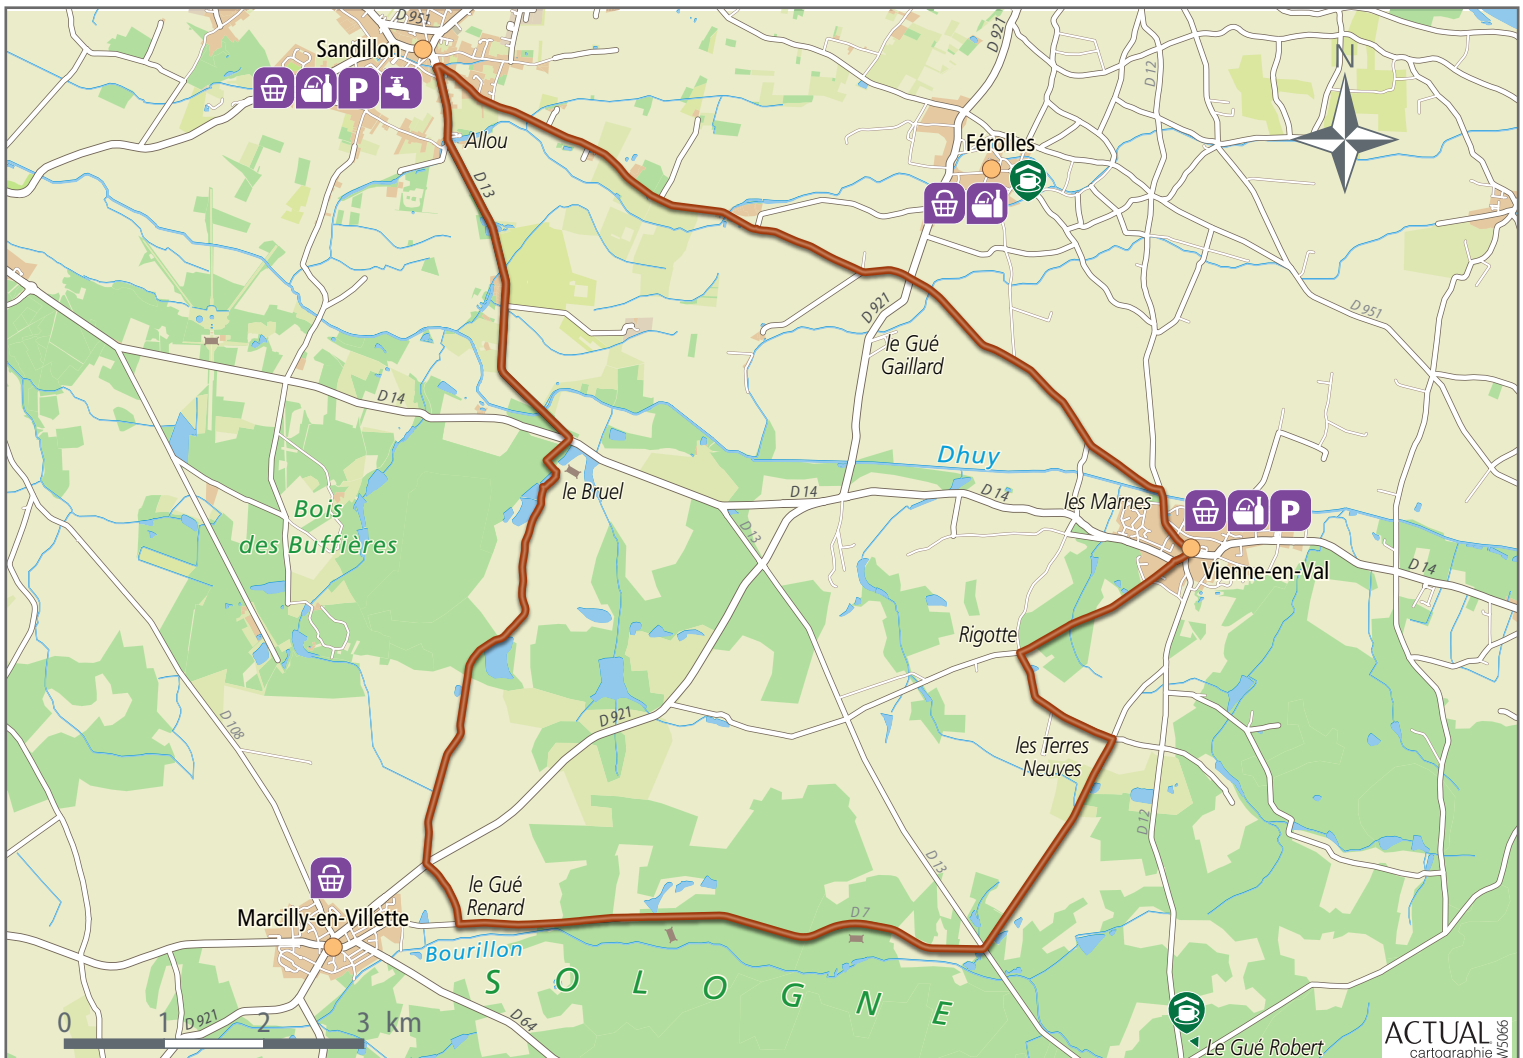 D 951
Sandillon
P
Allou
D 13
D 921
D 12
N
Férolles
D 921
D 951
le Gué
Gaillard
D 14
Dhuy
le Bruel
D 14
D 14
les Marnes
P
Bois
des Buffières
D 13
Vienne-en-Val
D 14
Rigotte
D 921
D 108
les Terres
Neuves
D 12
D 13
le Gué
Renard
Marcilly-en-Villette
D 7
Bourillon
SOLOGNE
0 1 2 3 km
D 921
D 64
Le Gué Robert
ACTUAL
cartographie
W5066